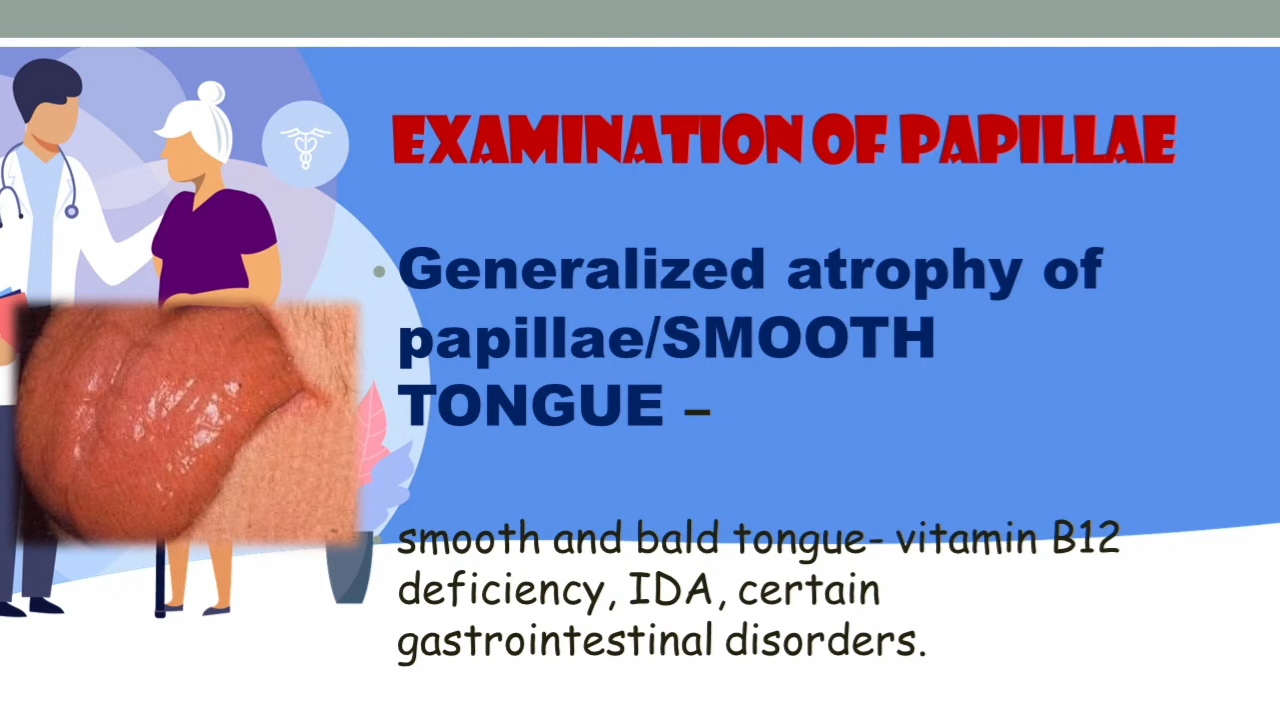 EXAMINATION OF PAPILLAE
• Generalized atrophy of
papillae/SMOOTH
TONGUE –
smooth and bald tongue- vitamin B12
deficiency, IDA, certain
gastrointestinal disorders.